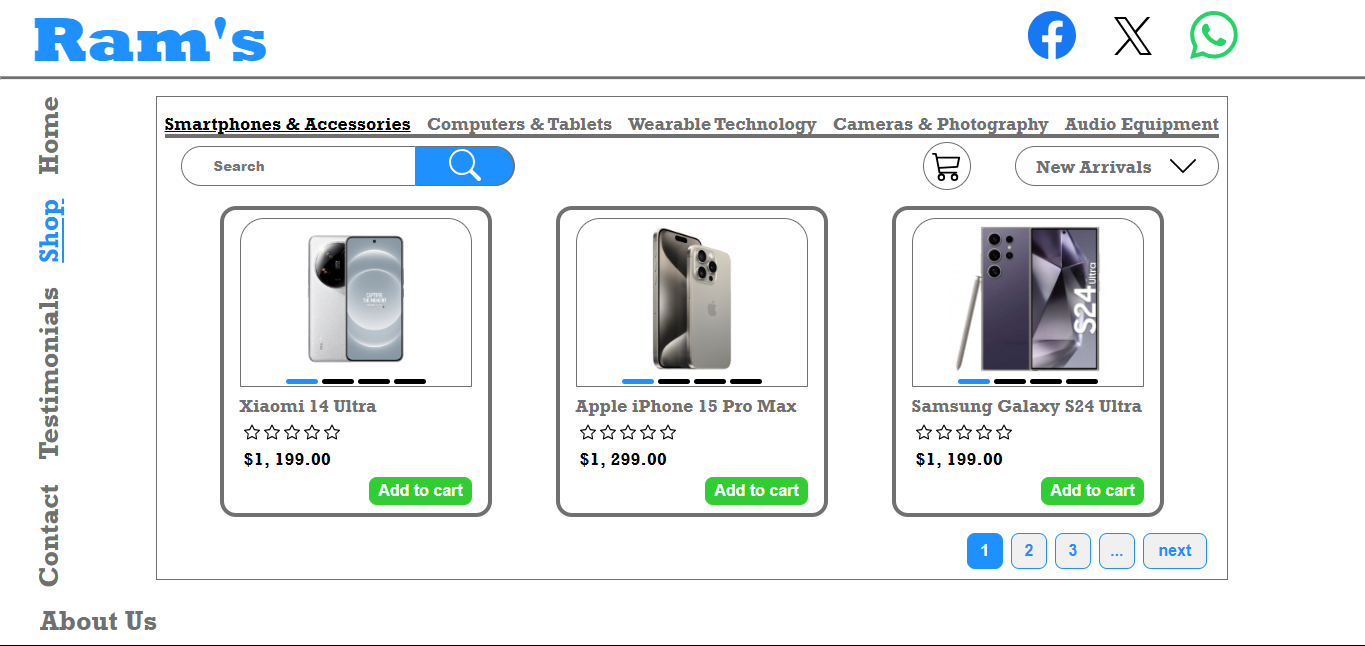 Ram's
Home
Shop
Testimonials
Contact
About Us
Smartphones & Accessories Computers & Tablets Wearable Technology Cameras & Photography Audio Equipment
Search
New Arrivals
S24 Ultra
Xiaomi 14 Ultra
$1, 199.00
Add to cart
Apple iPhone 15 Pro Max
$1, 299.00
Add to cart
Samsung Galaxy S24 Ultra
$1, 199.00
Add to cart
1 2 3 ... next